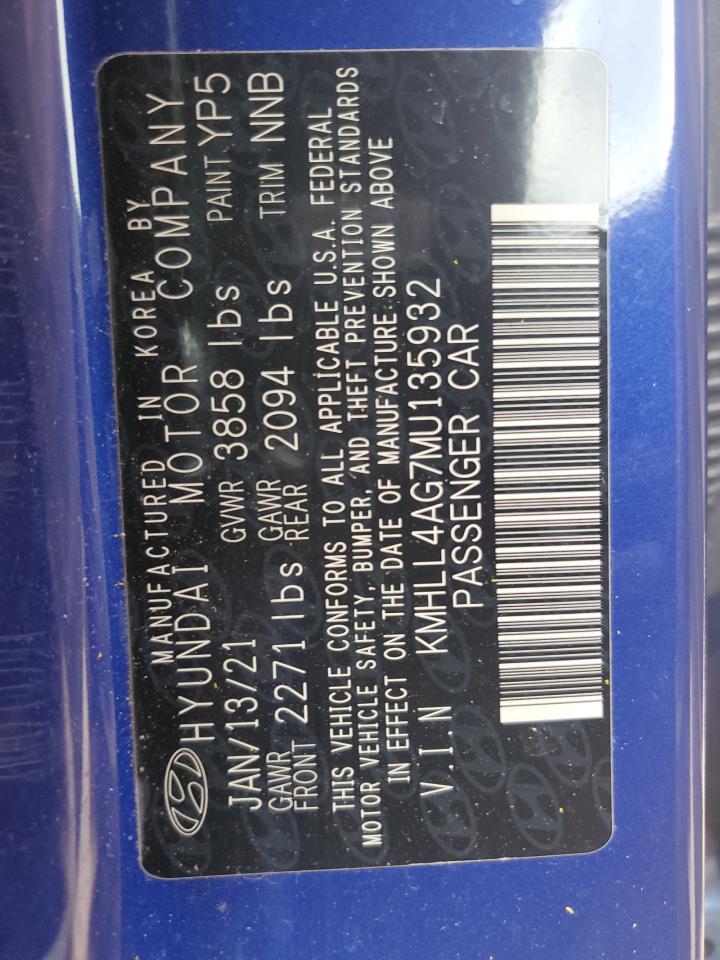 MANUFACTURED IN KOREA BY
HYUNDAI MOTOR COMPANY
JAN/13/21 GVWR 3858 lbs PAINT YP5
GAWR FRONT 2271 lbs GAWR REAR 2094 lbs TRIM NNB
THIS VEHICLE CONFORMS TO ALL APPLICABLE U.S.A. FEDERAL
MOTOR VEHICLE SAFETY, BUMPER, AND THEFT PREVENTION STANDARDS
IN EFFECT ON THE DATE OF MANUFACTURE SHOWN ABOVE
V.I.N KMHLL4AG7MU135932
PASSENGER CAR